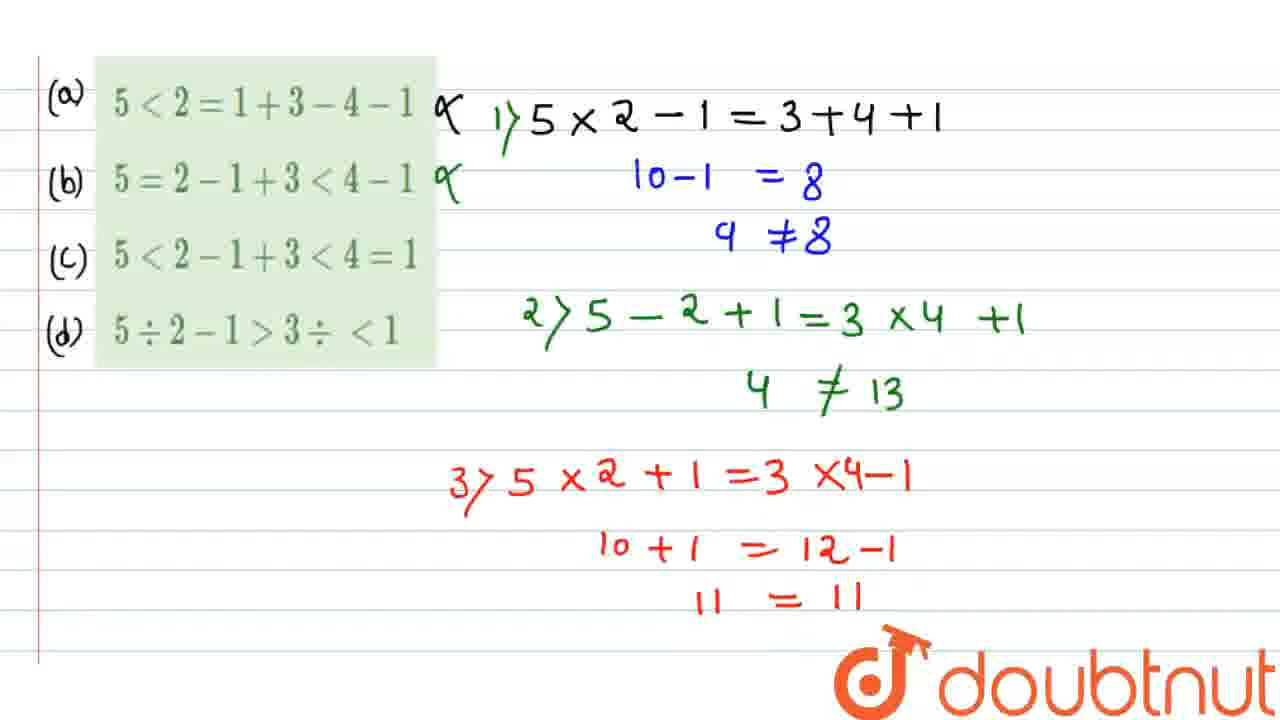 (a) 5 < 2 = 1 + 3 − 4 − 1 ∝
(b) 5 = 2 − 1 + 3 < 4 − 1 ∝
(c) 5 < 2 − 1 + 3 < 4 = 1
(d) 5 ÷ 2 − 1 > 3 ÷ < 1
1> 5 × 2 − 1 = 3 + 4 + 1
10 − 1 = 8
9 ≠ 8
2> 5 − 2 + 1 = 3 × 4 + 1
4 ≠ 13
3> 5 × 2 + 1 = 3 × 4 − 1
10 + 1 = 12 − 1
11 = 11
doubtnut